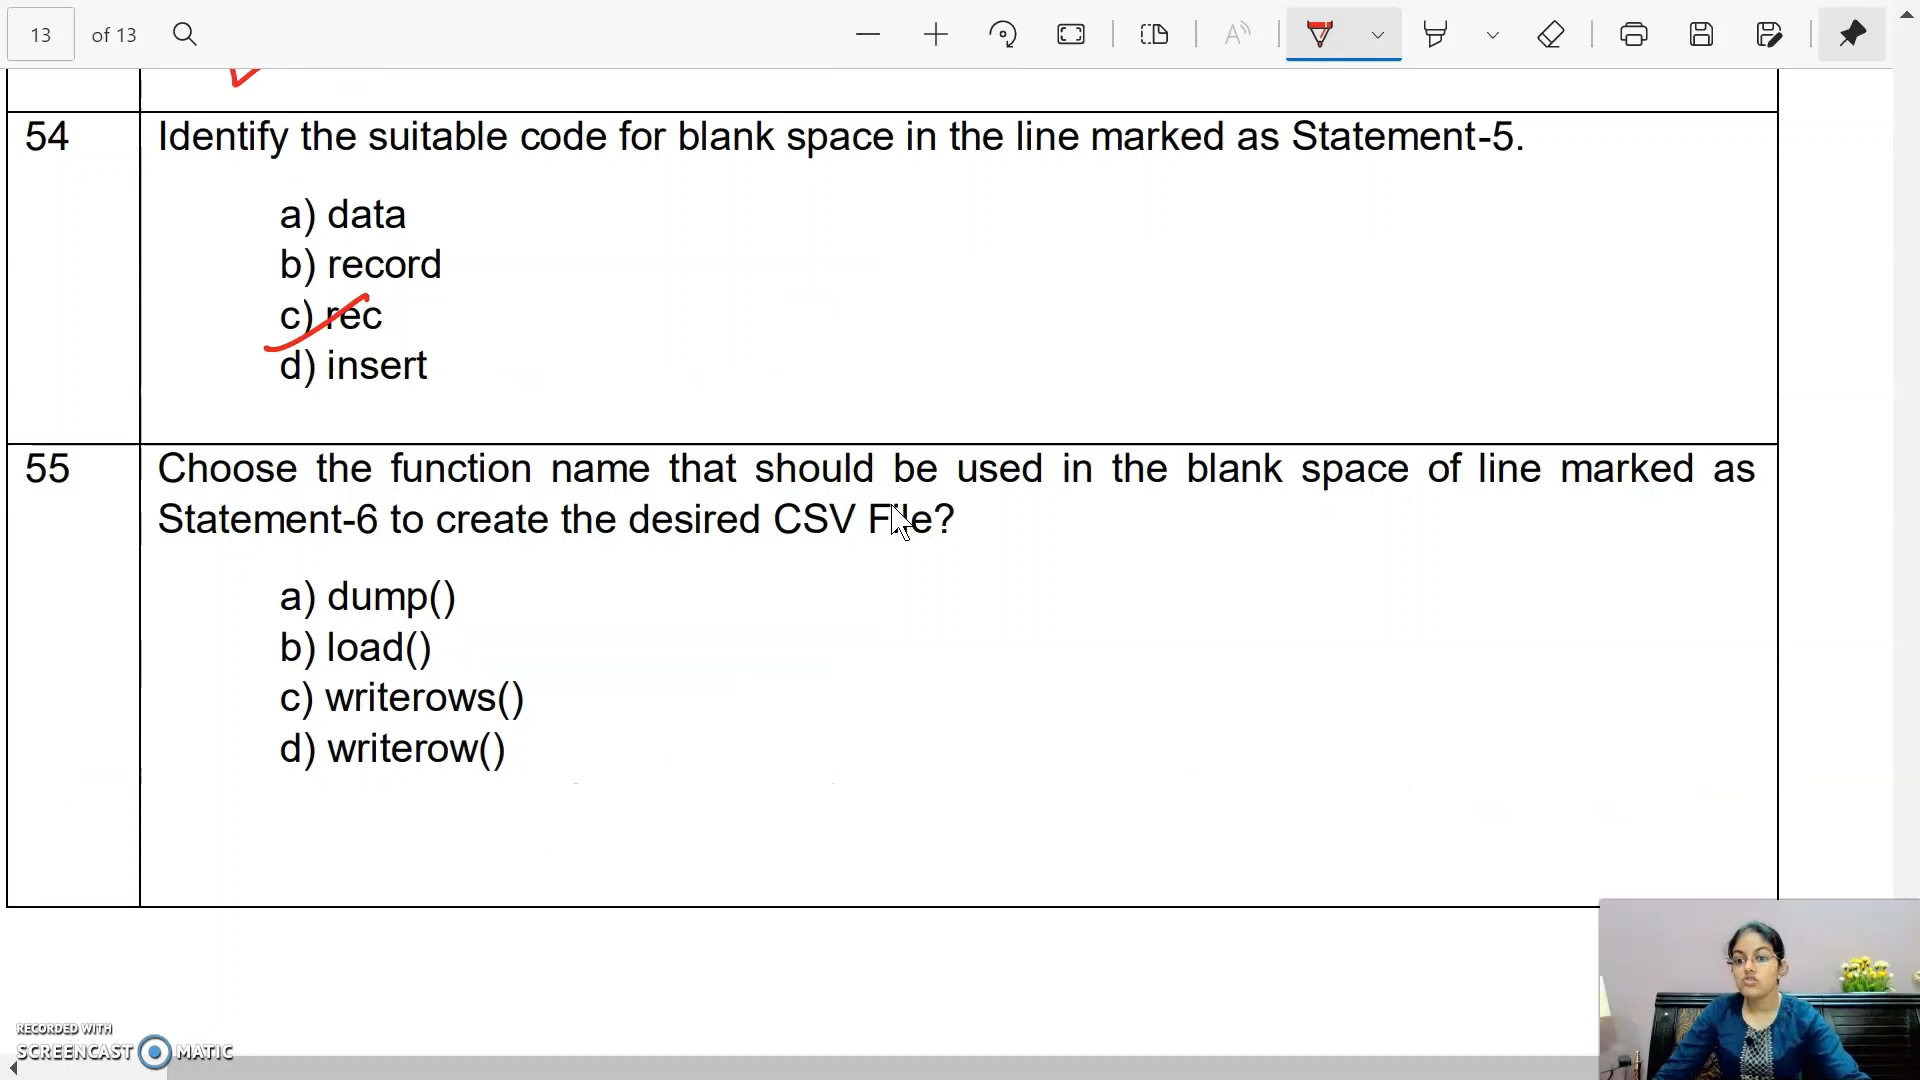 13 of 13
54 Identify the suitable code for blank space in the line marked as Statement-5.
a) data
b) record
c) rec
d) insert
55 Choose the function name that should be used in the blank space of line marked as
Statement-6 to create the desired CSV File?
a) dump()
b) load()
c) writerows()
d) writerow()
RECORDED WITH
SCREENCAST MATIC